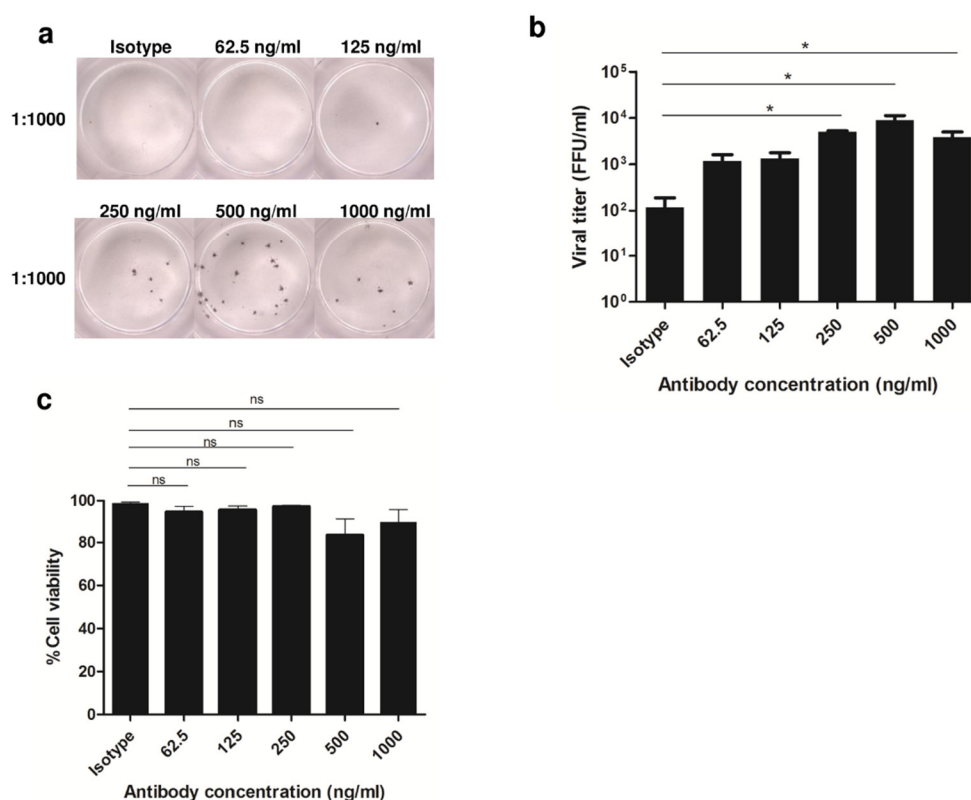 a
Isotype 62.5 ng/ml 125 ng/ml
1:1000
250 ng/ml 500 ng/ml 1000 ng/ml
1:1000
b
*
*
*
10⁵
10⁴
10³
10²
10¹
10⁰
Viral titer (FFU/ml)
Isotype 62.5 125 250 500 1000
Antibody concentration (ng/ml)
c
ns
ns
ns
ns
ns
100
80
60
40
20
0
%Cell viability
Isotype 62.5 125 250 500 1000
Antibody concentration (ng/ml)